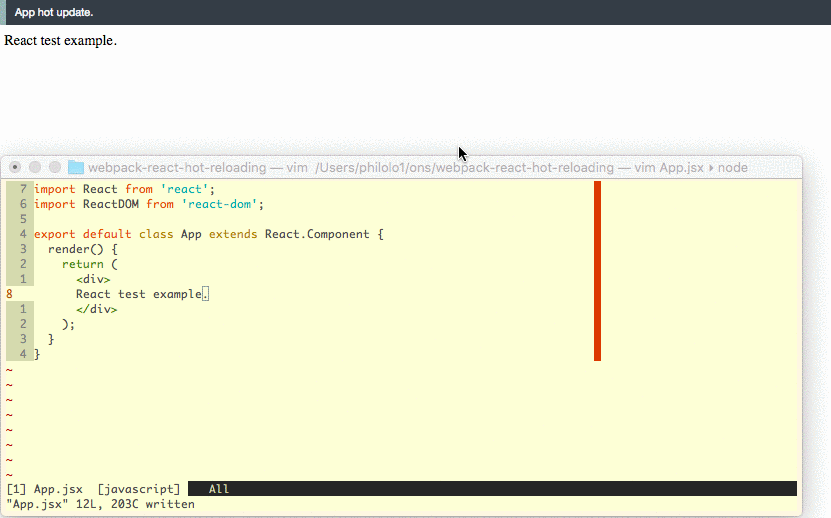 App hot update.
React test example.
webpack-react-hot-reloading — vim /Users/philolo1/ons/webpack-react-hot-reloading — vim App.jsx ▸ node
7 import React from 'react';
6 import ReactDOM from 'react-dom';
5
4 export default class App extends React.Component {
3   render() {
2     return (
1       <div>
8       React test example.
1       </div>
2     );
3   }
4 }
~
~
~
~
~
~
~
~
[1] App.jsx  [javascript]    All
"App.jsx" 12L, 203C written